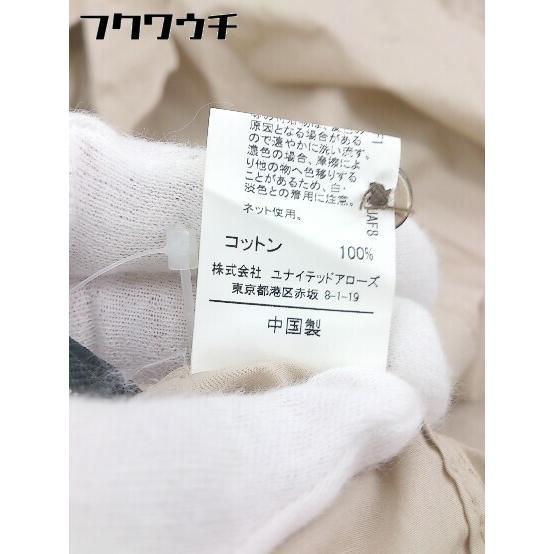 フクワウチ
原因となる場合がある
ので速やかに洗い流す。
濃色の場合、摩擦によ
り他の物へ色移りする
ことがあるため、白・
淡色との着用に注意。
ネット使用。
コットン 100%
株式会社 ユナイテッドアローズ
東京都港区赤坂 8-1-19
中国製
UAF8